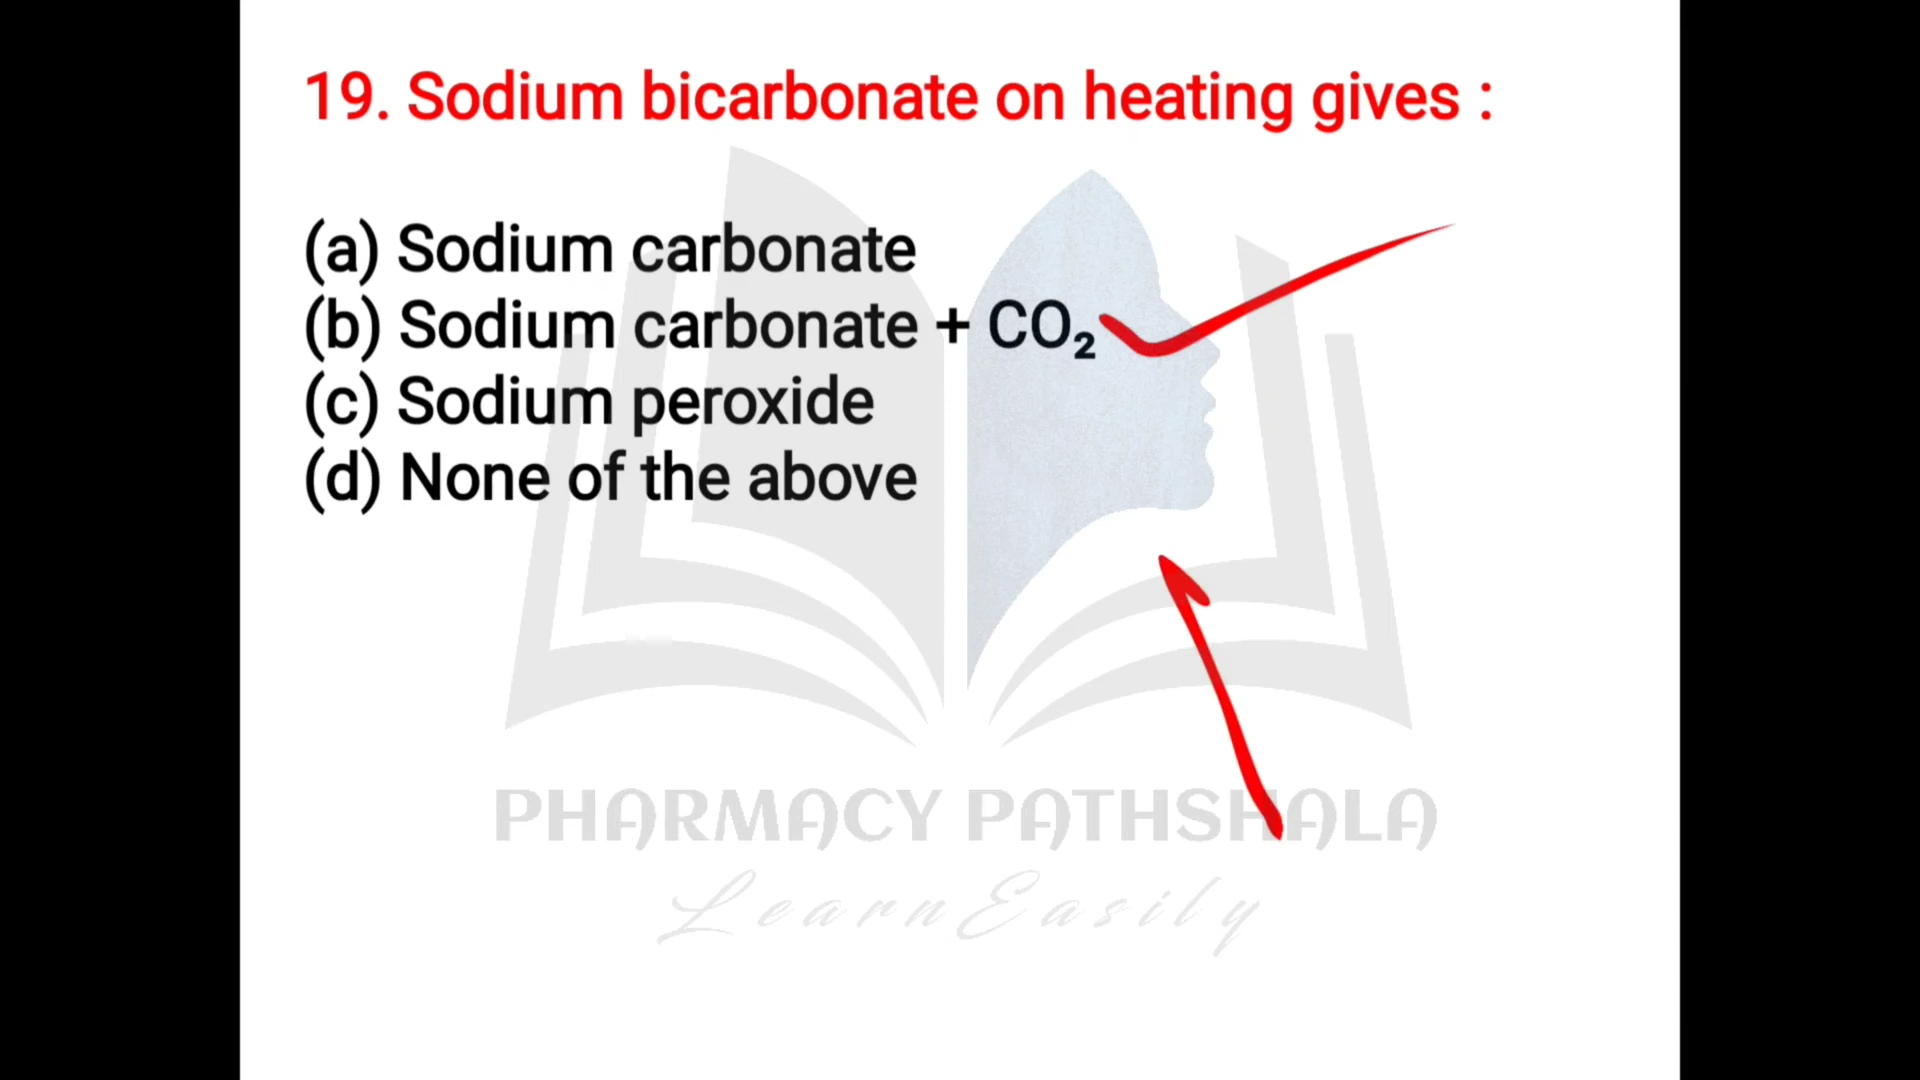 19. Sodium bicarbonate on heating gives :
(a) Sodium carbonate
(b) Sodium carbonate + CO₂
(c) Sodium peroxide
(d) None of the above
PHARMACY PATHSHALA
Learn Easily